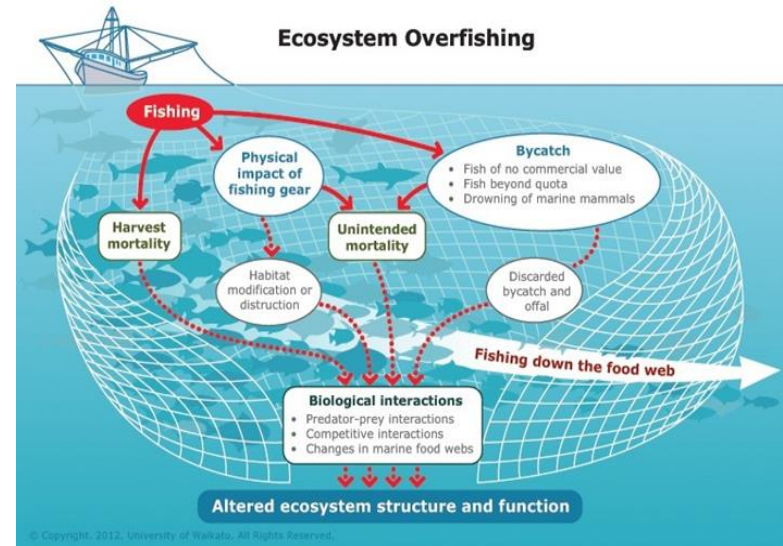 Ecosystem Overfishing
Fishing
Physical
impact of
fishing gear
Bycatch
• Fish of no commercial value
• Fish beyond quota
• Drowning of marine mammals
Harvest
mortality
Unintended
mortality
Habitat
modification or
distruction
Discarded
bycatch and
offal
Fishing down the food web
Biological interactions
• Predator-prey interactions
• Competitive interactions
• Changes in marine food webs
Altered ecosystem structure and function
© Copyright. 2012. University of Waikato. All Rights Reserved.